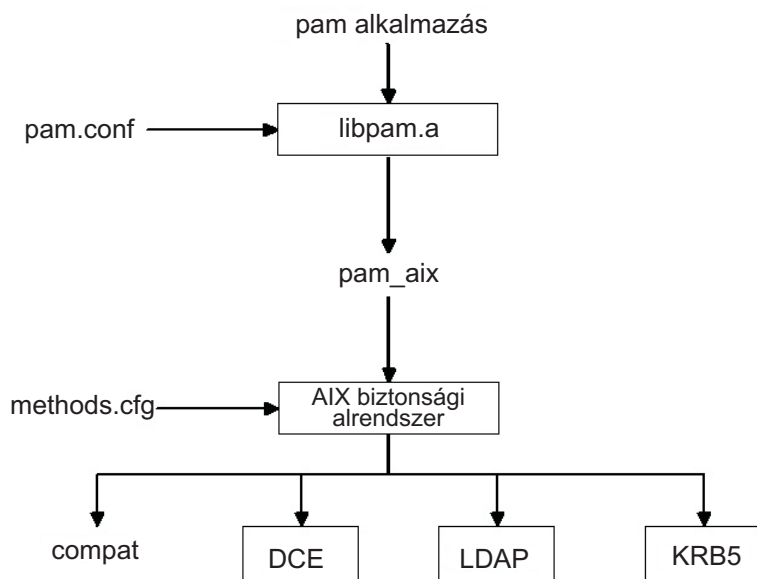 pam alkalmazás
pam.conf
libpam.a
pam_aix
methods.cfg
AIX biztonsági
alrendszer
compat
DCE
LDAP
KRB5